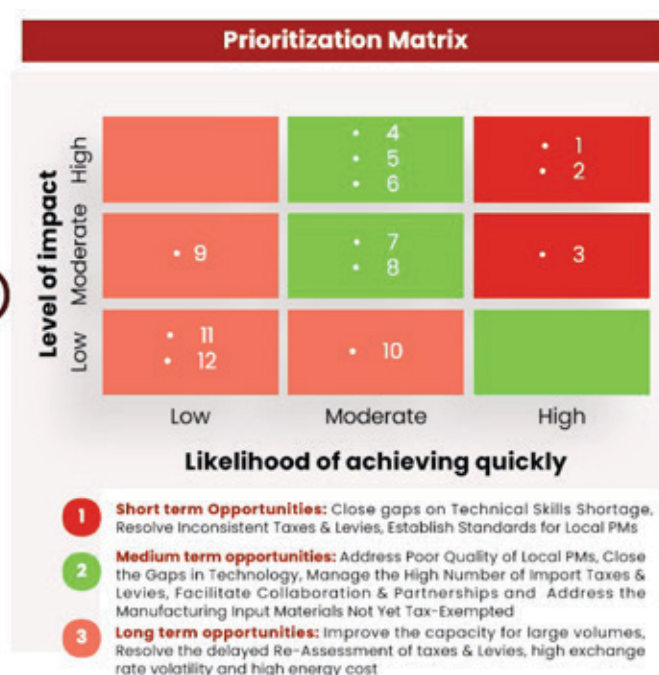 Prioritization Matrix
Level of impact
High
Moderate
Low
• 4
• 5
• 6
• 1
• 2
• 9
• 7
• 8
• 3
• 11
• 12
• 10
Low
Moderate
High
Likelihood of achieving quickly
1
Short term Opportunities: Close gaps on Technical Skills Shortage,
Resolve Inconsistent Taxes & Levies, Establish Standards for Local PMs
2
Medium term opportunities: Address Poor Quality of Local PMs, Close
the Gaps in Technology, Manage the High Number of Import Taxes &
Levies, Facilitate Collaboration & Partnerships and Address the
Manufacturing Input Materials Not Yet Tax-Exempted
3
Long term opportunities: Improve the capacity for large volumes,
Resolve the delayed Re-Assessment of taxes & Levies, high exchange
rate volatility and high energy cost